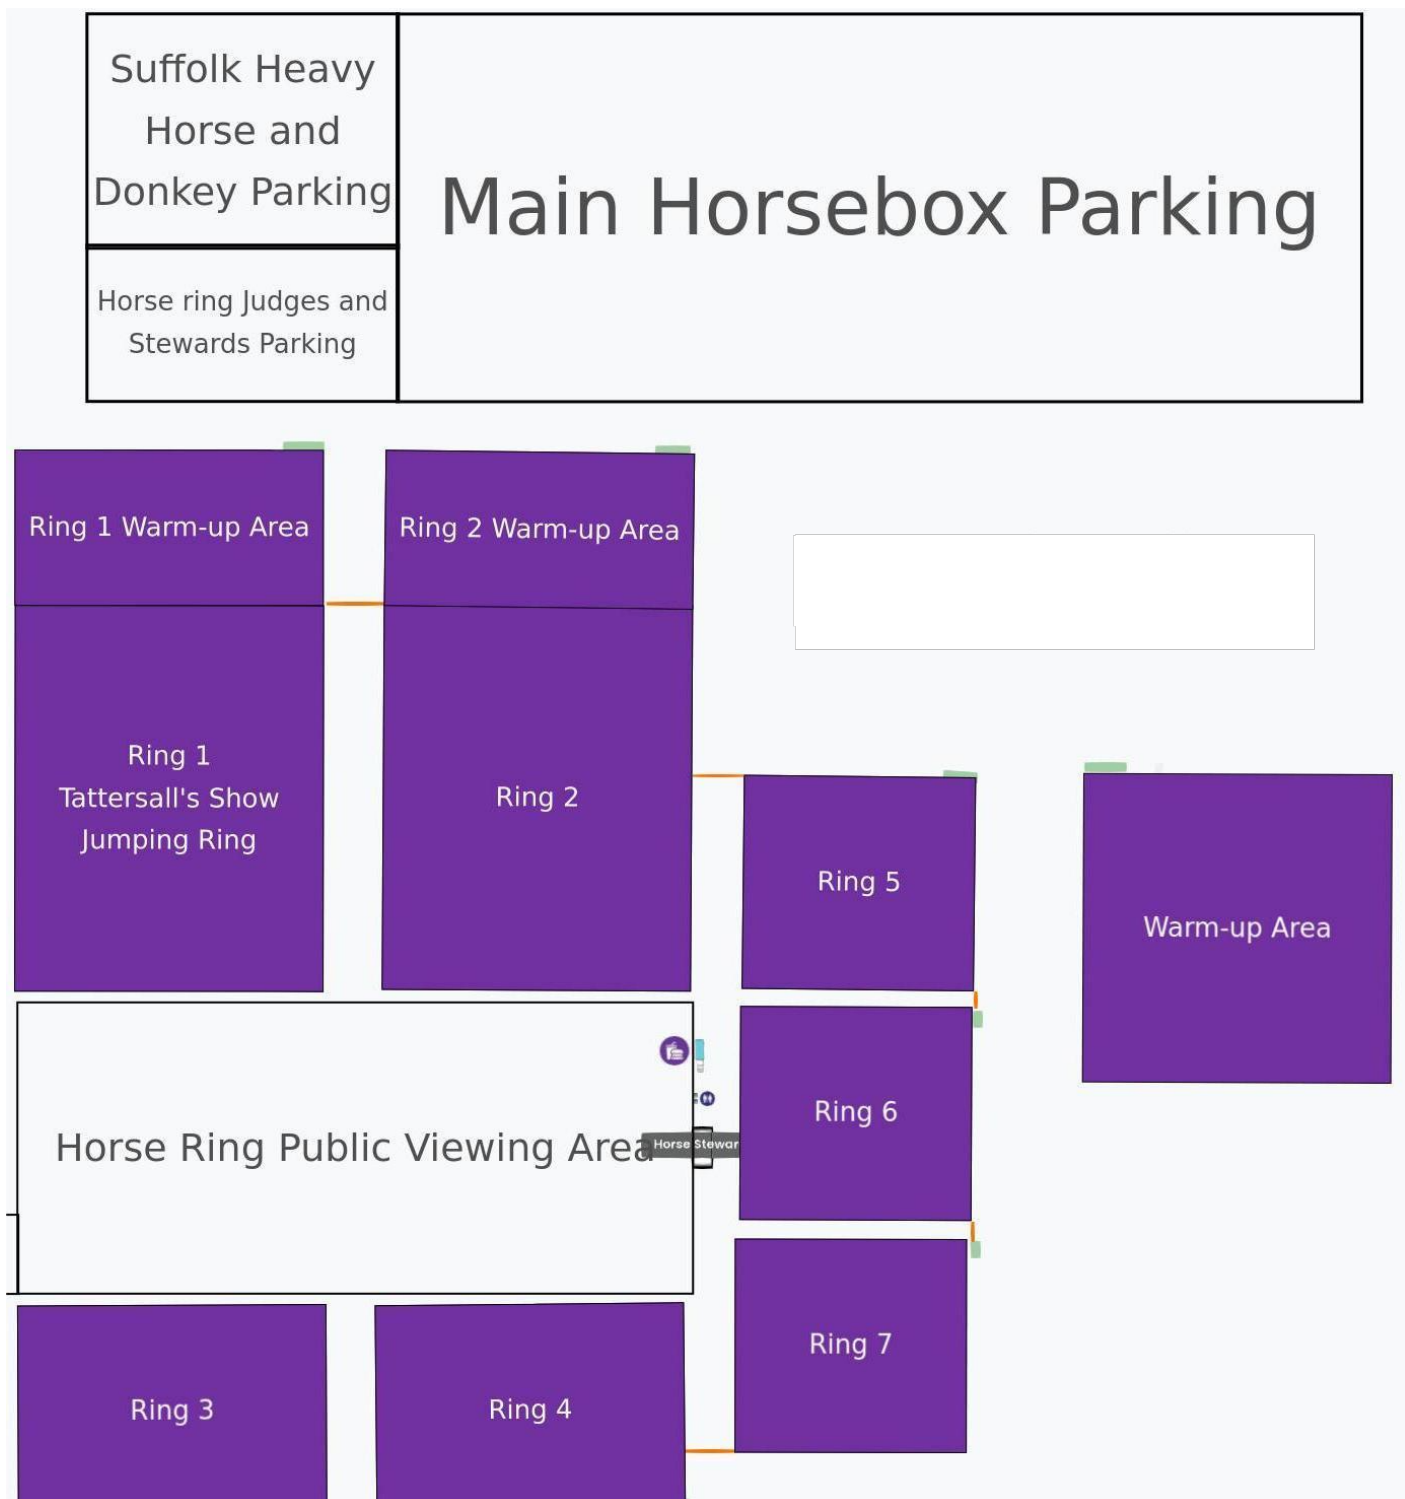 Suffolk Heavy
Horse and
Donkey Parking
Main Horsebox Parking
Horse ring Judges and
Stewards Parking
Ring 1 Warm-up Area
Ring 2 Warm-up Area
Ring 1
Tattersall's Show
Jumping Ring
Ring 2
Ring 5
Warm-up Area
Ring 6
Horse Ring Public Viewing Area
Horse Stewar
Ring 7
Ring 3
Ring 4